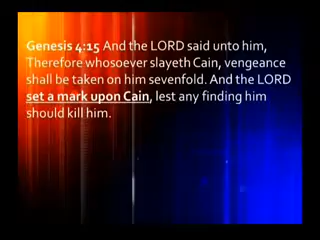 Genesis 4:15 And the LORD said unto him,
Therefore whosoever slayeth Cain, vengeance
shall be taken on him sevenfold. And the LORD
set a mark upon Cain, lest any finding him
should kill him.